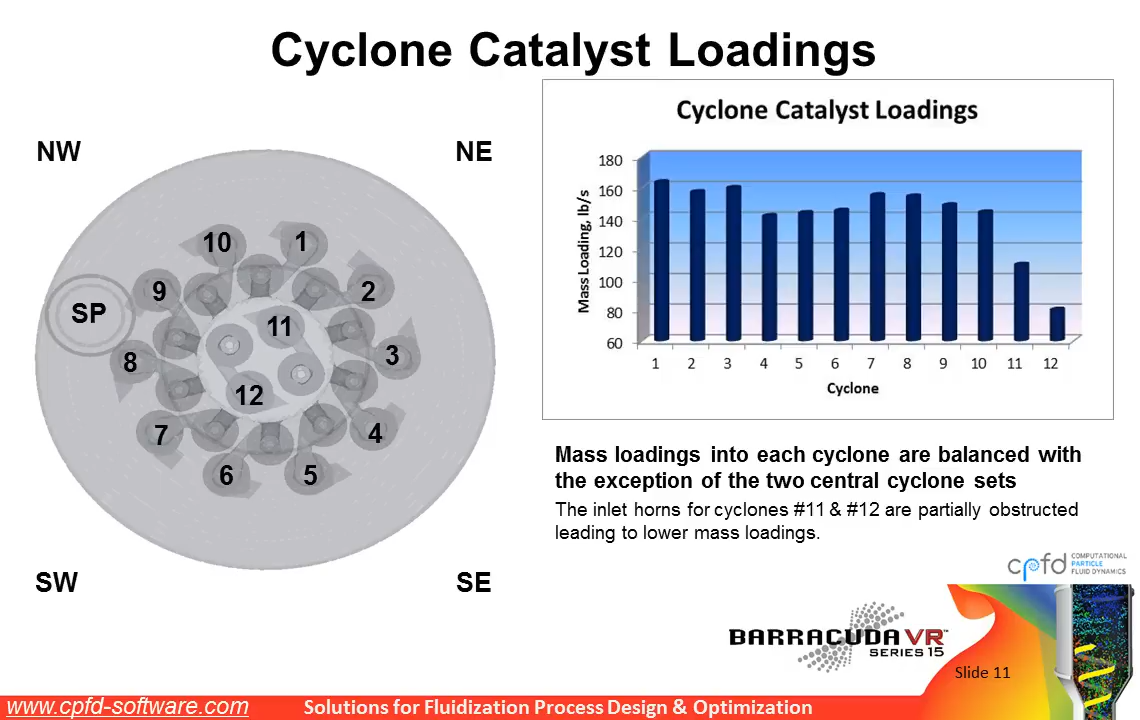 Cyclone Catalyst Loadings
NW
NE
10
1
9
2
SP
11
8
3
12
7
4
6
5
SW
SE
Cyclone Catalyst Loadings
Mass Loading, lb/s
180
160
140
120
100
80
60
1 2 3 4 5 6 7 8 9 10 11 12
Cyclone
Mass loadings into each cyclone are balanced with
the exception of the two central cyclone sets
The inlet horns for cyclones #11 & #12 are partially obstructed
leading to lower mass loadings.
cpfd
COMPUTATIONAL
PARTICLE
FLUID DYNAMICS
BARRACUDA VR™
SERIES 15
Slide 11
www.cpfd-software.com
Solutions for Fluidization Process Design & Optimization